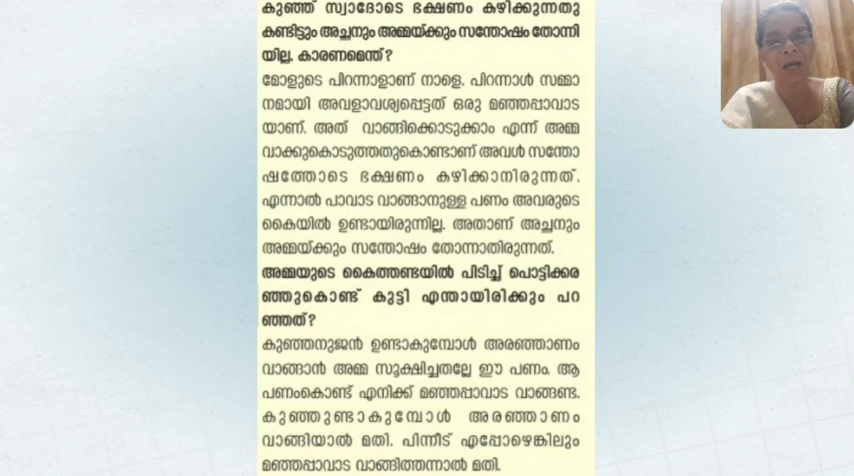 കുഞ്ഞ് സ്വാദോടെ ഭക്ഷണം കഴിക്കുന്നതു
കണ്ടിട്ടും അച്ഛനും അമ്മയ്ക്കും സന്തോഷം തോന്നി
യില്ല. കാരണമെന്ത്?
മോളുടെ പിറന്നാളാണ് നാളെ. പിറന്നാൾ സമ്മാ
നമായി അവളാവശ്യപ്പെട്ടത് ഒരു മഞ്ഞപ്പാവാട
യാണ്. അത് വാങ്ങിക്കൊടുക്കാം എന്ന് അമ്മ
വാക്കുകൊടുത്തതുകൊണ്ടാണ് അവൾ സന്തോ
ഷത്തോടെ ഭക്ഷണം കഴിക്കാനിരുന്നത്.
എന്നാൽ പാവാട വാങ്ങാനുള്ള പണം അവരുടെ
കൈയിൽ ഉണ്ടായിരുന്നില്ല. അതാണ് അച്ഛനും
അമ്മയ്ക്കും സന്തോഷം തോന്നാതിരുന്നത്.
അമ്മയുടെ കൈത്തണ്ടയിൽ പിടിച്ച് പൊട്ടിക്കര
ഞ്ഞുകൊണ്ട് കുട്ടി എന്തായിരിക്കും പറ
ഞ്ഞത്?
കുഞ്ഞനുജൻ ഉണ്ടാകുമ്പോൾ അരഞ്ഞാണം
വാങ്ങാൻ അമ്മ സൂക്ഷിച്ചതല്ലേ ഈ പണം. ആ
പണംകൊണ്ട് എനിക്ക് മഞ്ഞപ്പാവാട വാങ്ങണ്ട.
കുഞ്ഞുണ്ടാകുമ്പോൾ അരഞ്ഞാണം
വാങ്ങിയാൽ മതി. പിന്നീട് എപ്പോഴെങ്കിലും
മഞ്ഞപ്പാവാട വാങ്ങിത്തന്നാൽ മതി.